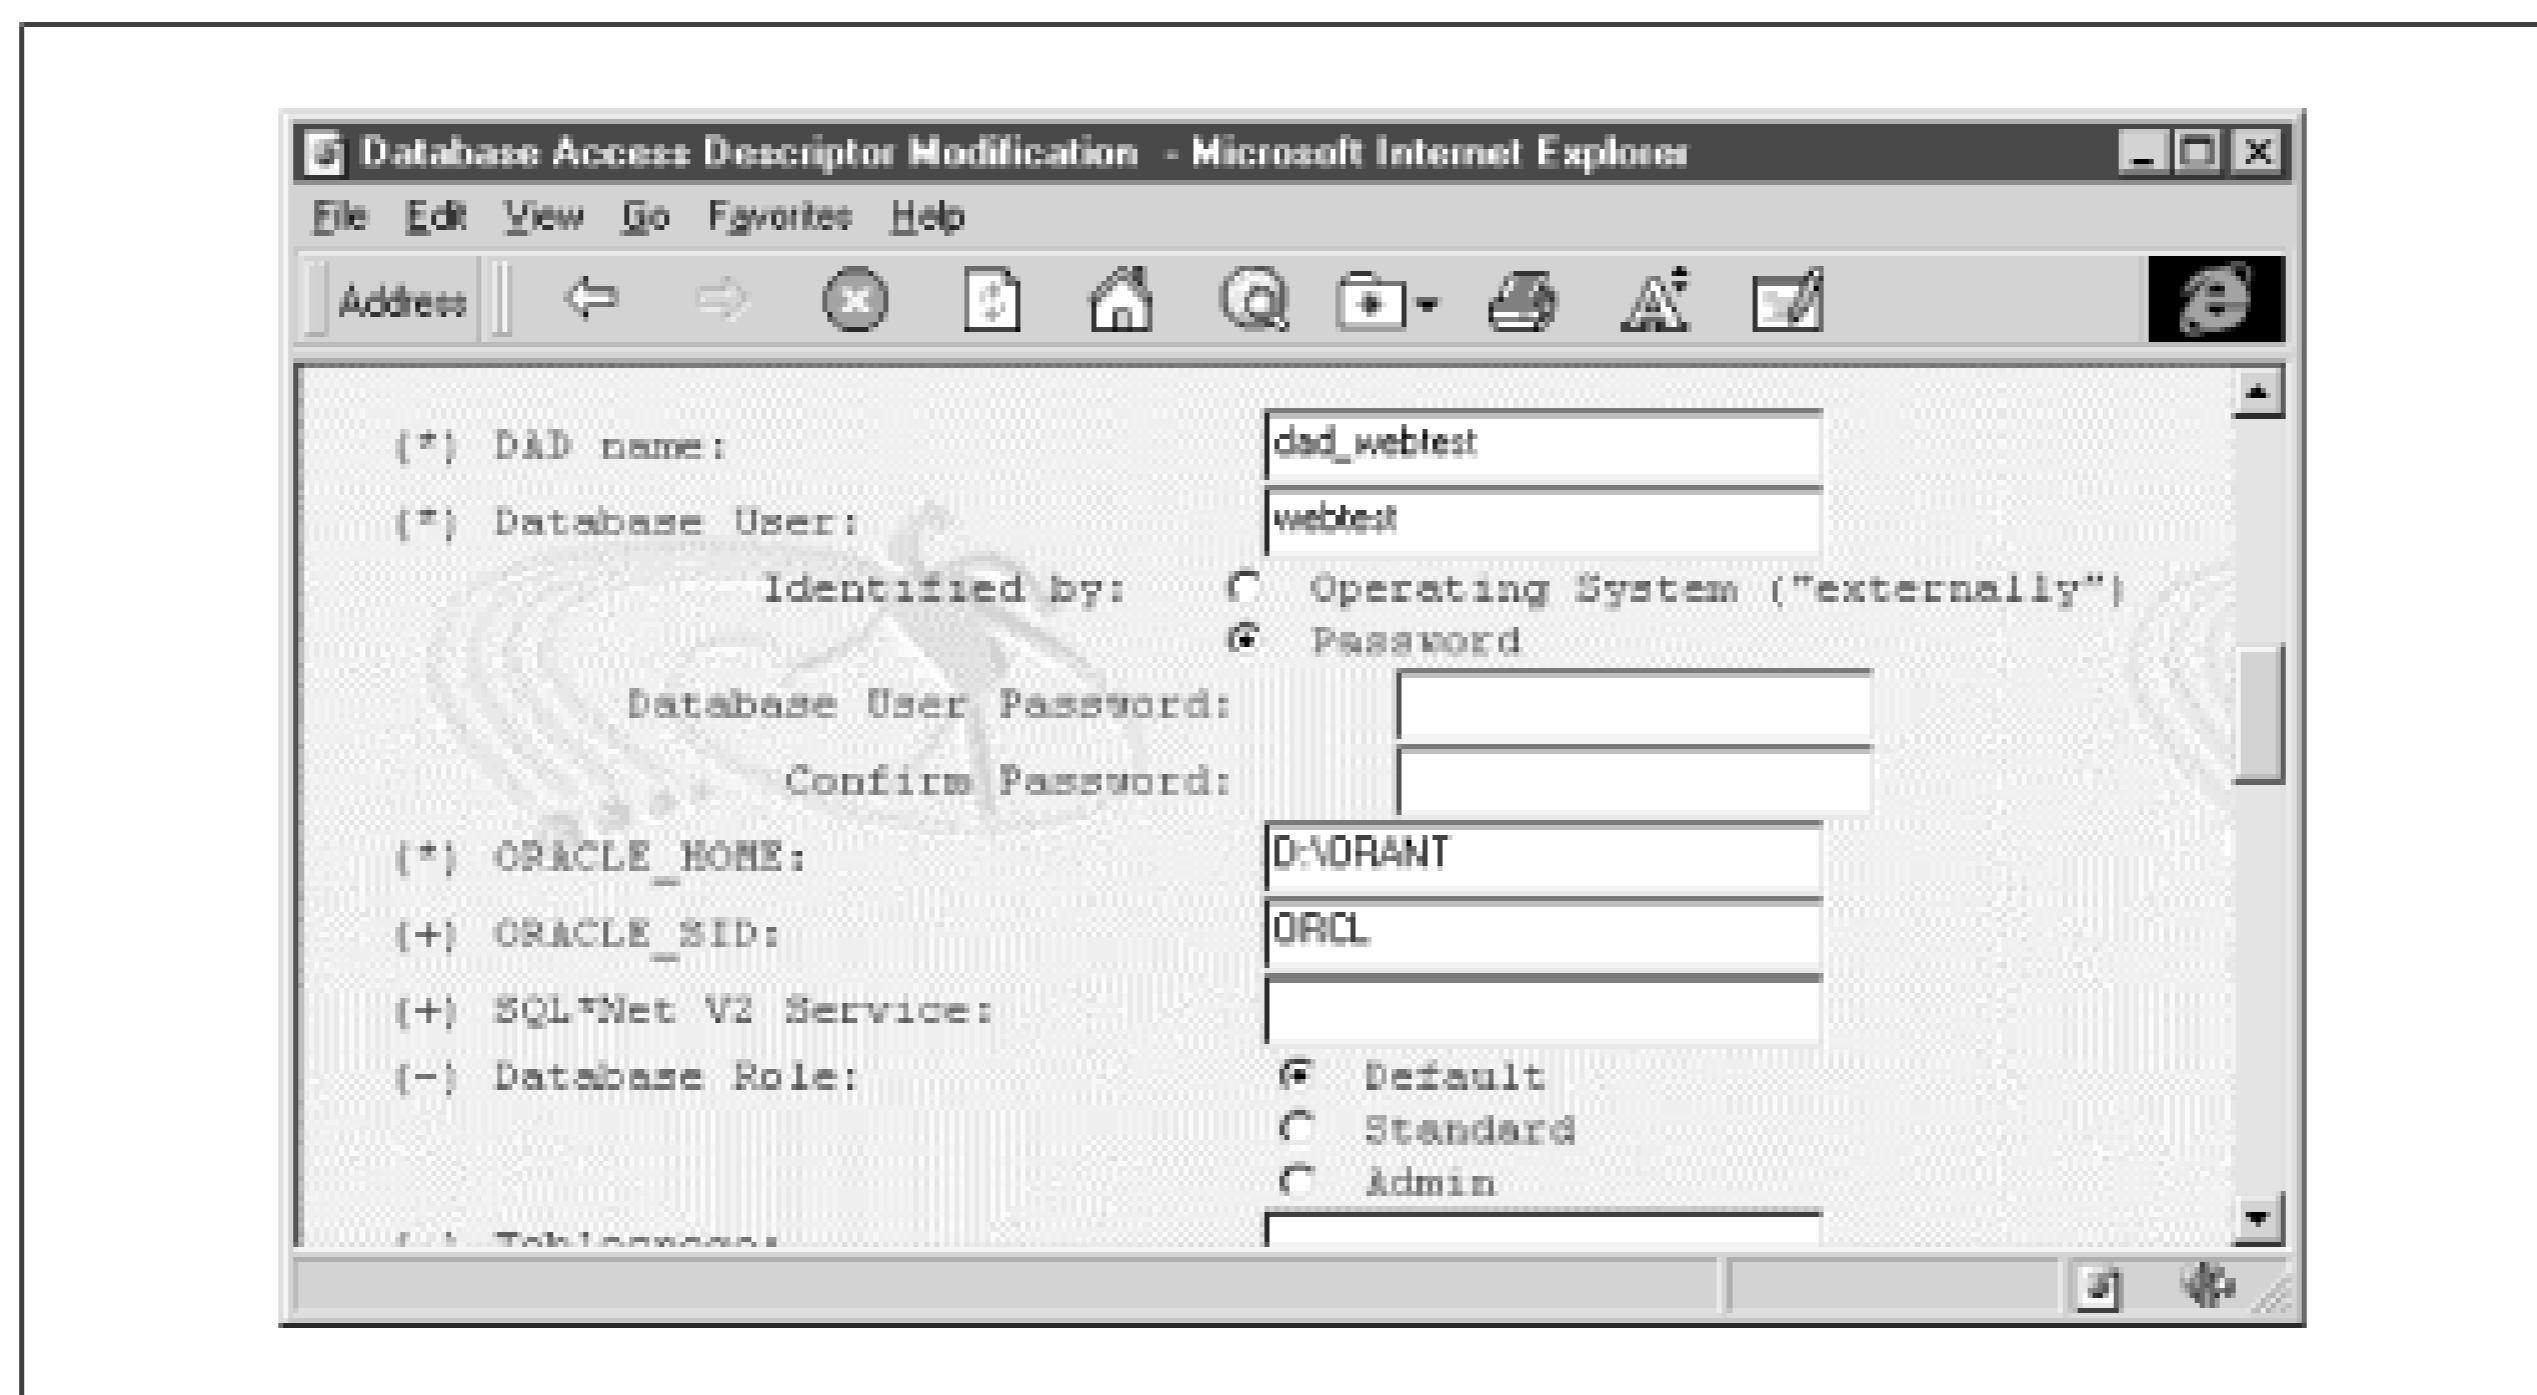 Database Access Descriptor Modification - Microsoft Internet Explorer
File Edit View Go Favorites Help
Address
(*) DAD name: dad_webtest
(*) Database User: webtest
Identified by: Operating System ("externally")
Password
Database User Password:
Confirm Password:
(*) ORACLE_HOME: D:\ORANT
(+) ORACLE_SID: ORCL
(+) SQL*Net V2 Service:
(-) Database Role: Default
Standard
Admin